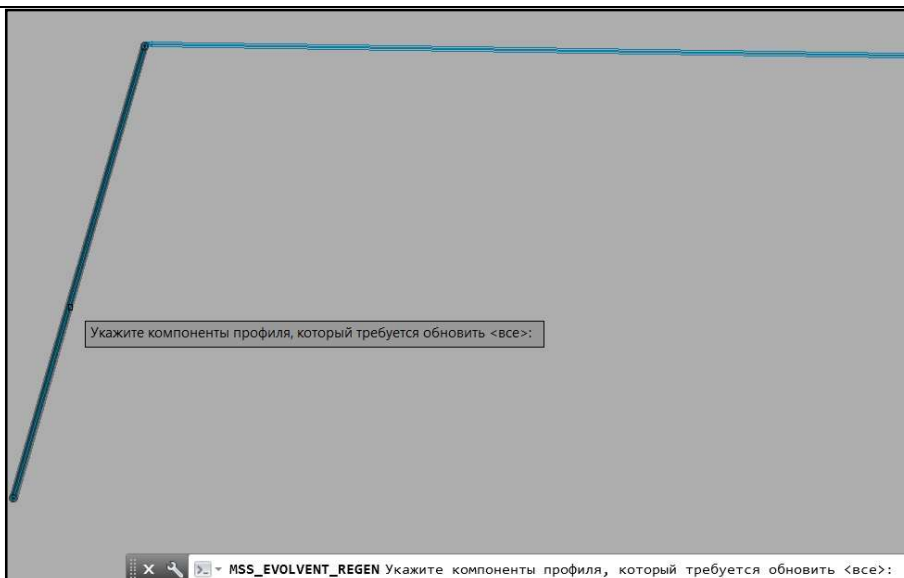 Укажите компоненты профиля, который требуется обновить <все>:
MSS_EVOLVENT_REGEN Укажите компоненты профиля, который требуется обновить <все>: